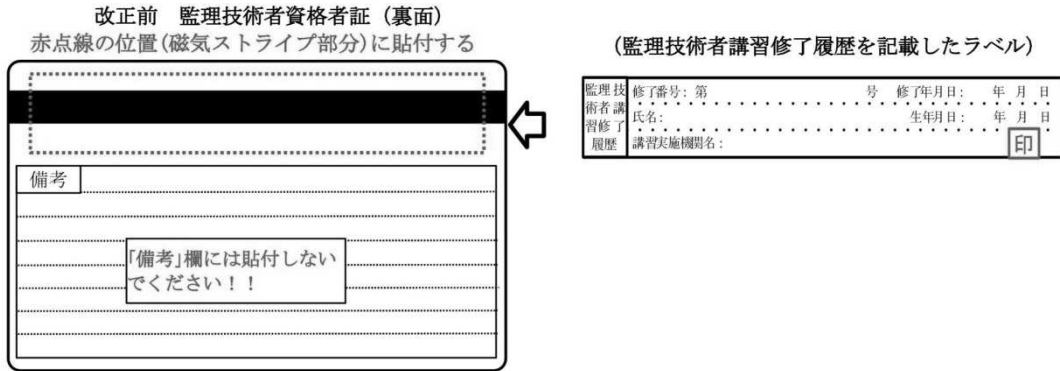 改正前　監理技術者資格者証（裏面）
赤点線の位置(磁気ストライプ部分)に貼付する
備考
「備考」欄には貼付しない
でください！！
（監理技術者講習修了履歴を記載したラベル）
監理技
術者講
習修了
履歴
修了番号：第　　　　　号　修了年月日：　　年　月　日
氏名：　　　　　生年月日：　　年　月　日
講習実施機関名：
印